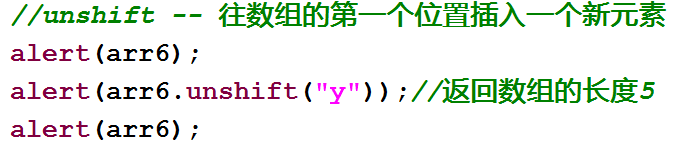 //unshift -- 往数组的第一个位置插入一个新元素
alert(arr6);
alert(arr6.unshift("y"));//返回数组的长度5
alert(arr6);